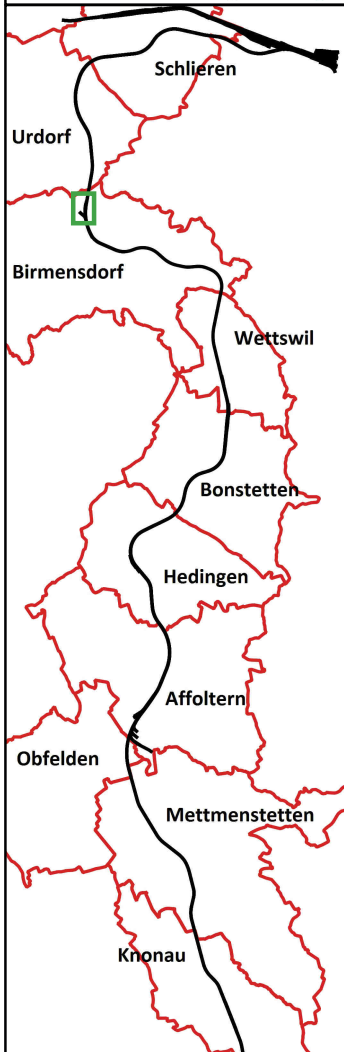 Schlieren
Urdorf
Birmensdorf
Wettswil
Bonstetten
Hedingen
Affoltern
Obfelden
Mettmenstetten
Knonau